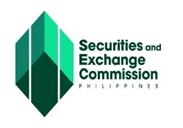 Securities and
Exchange
Commission
PHILIPPINES